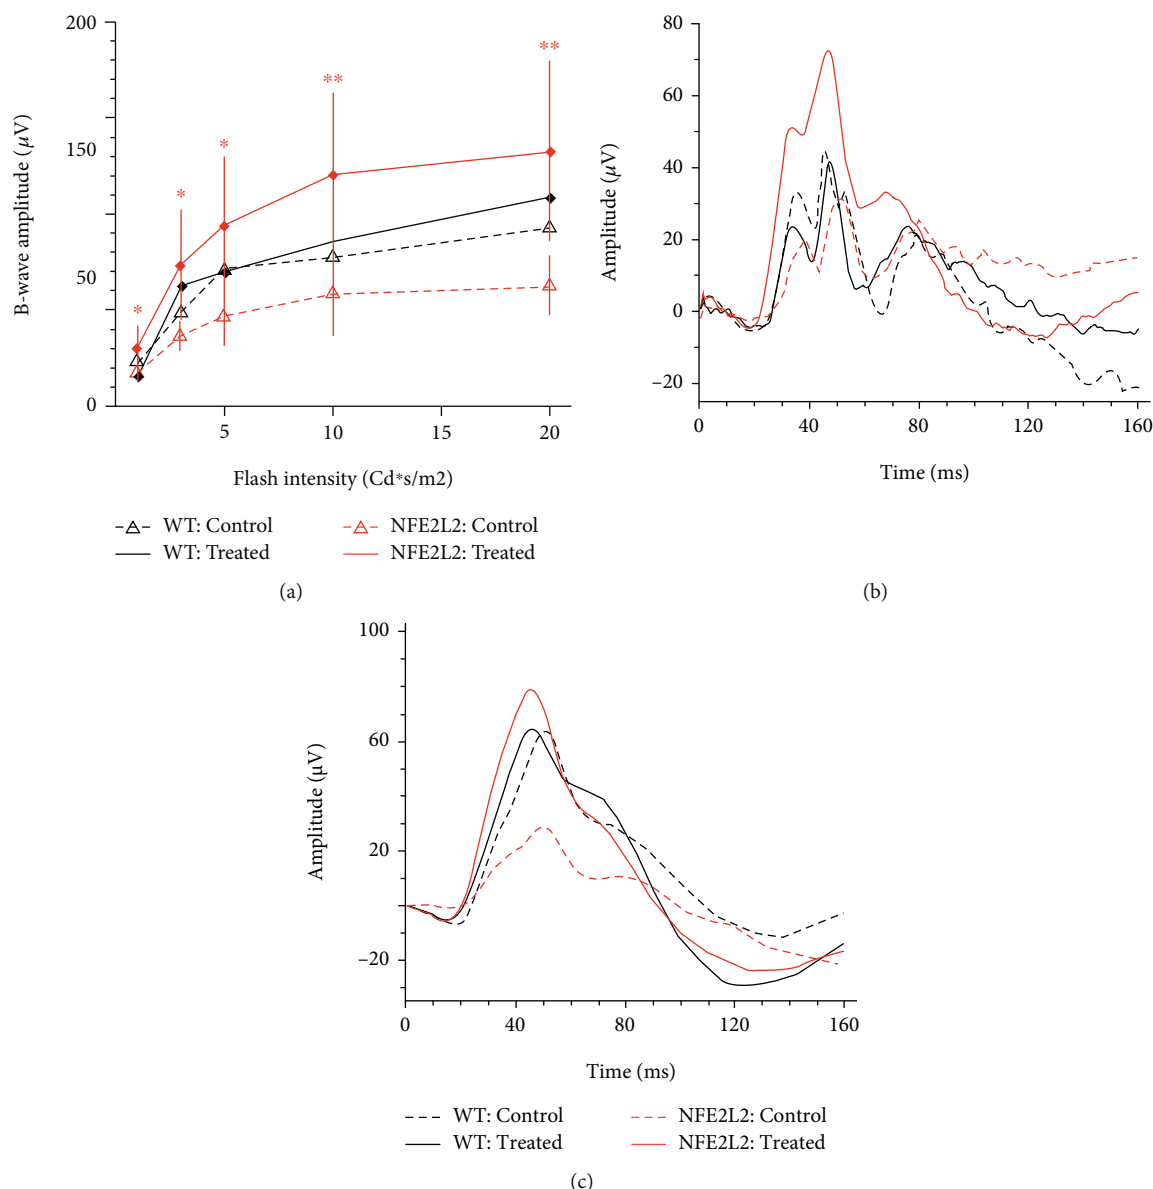 200
150
50
0
B-wave amplitude (μV)
* * * ** **
5 10 15 20
Flash intensity (Cd*s/m2)
WT: Control NFE2L2: Control
WT: Treated NFE2L2: Treated
(a)
80
60
40
20
0
−20
Amplitude (μV)
0 40 80 120 160
Time (ms)
(b)
100
60
20
−20
Amplitude (μV)
0 40 80 120 160
Time (ms)
WT: Control NFE2L2: Control
WT: Treated NFE2L2: Treated
(c)